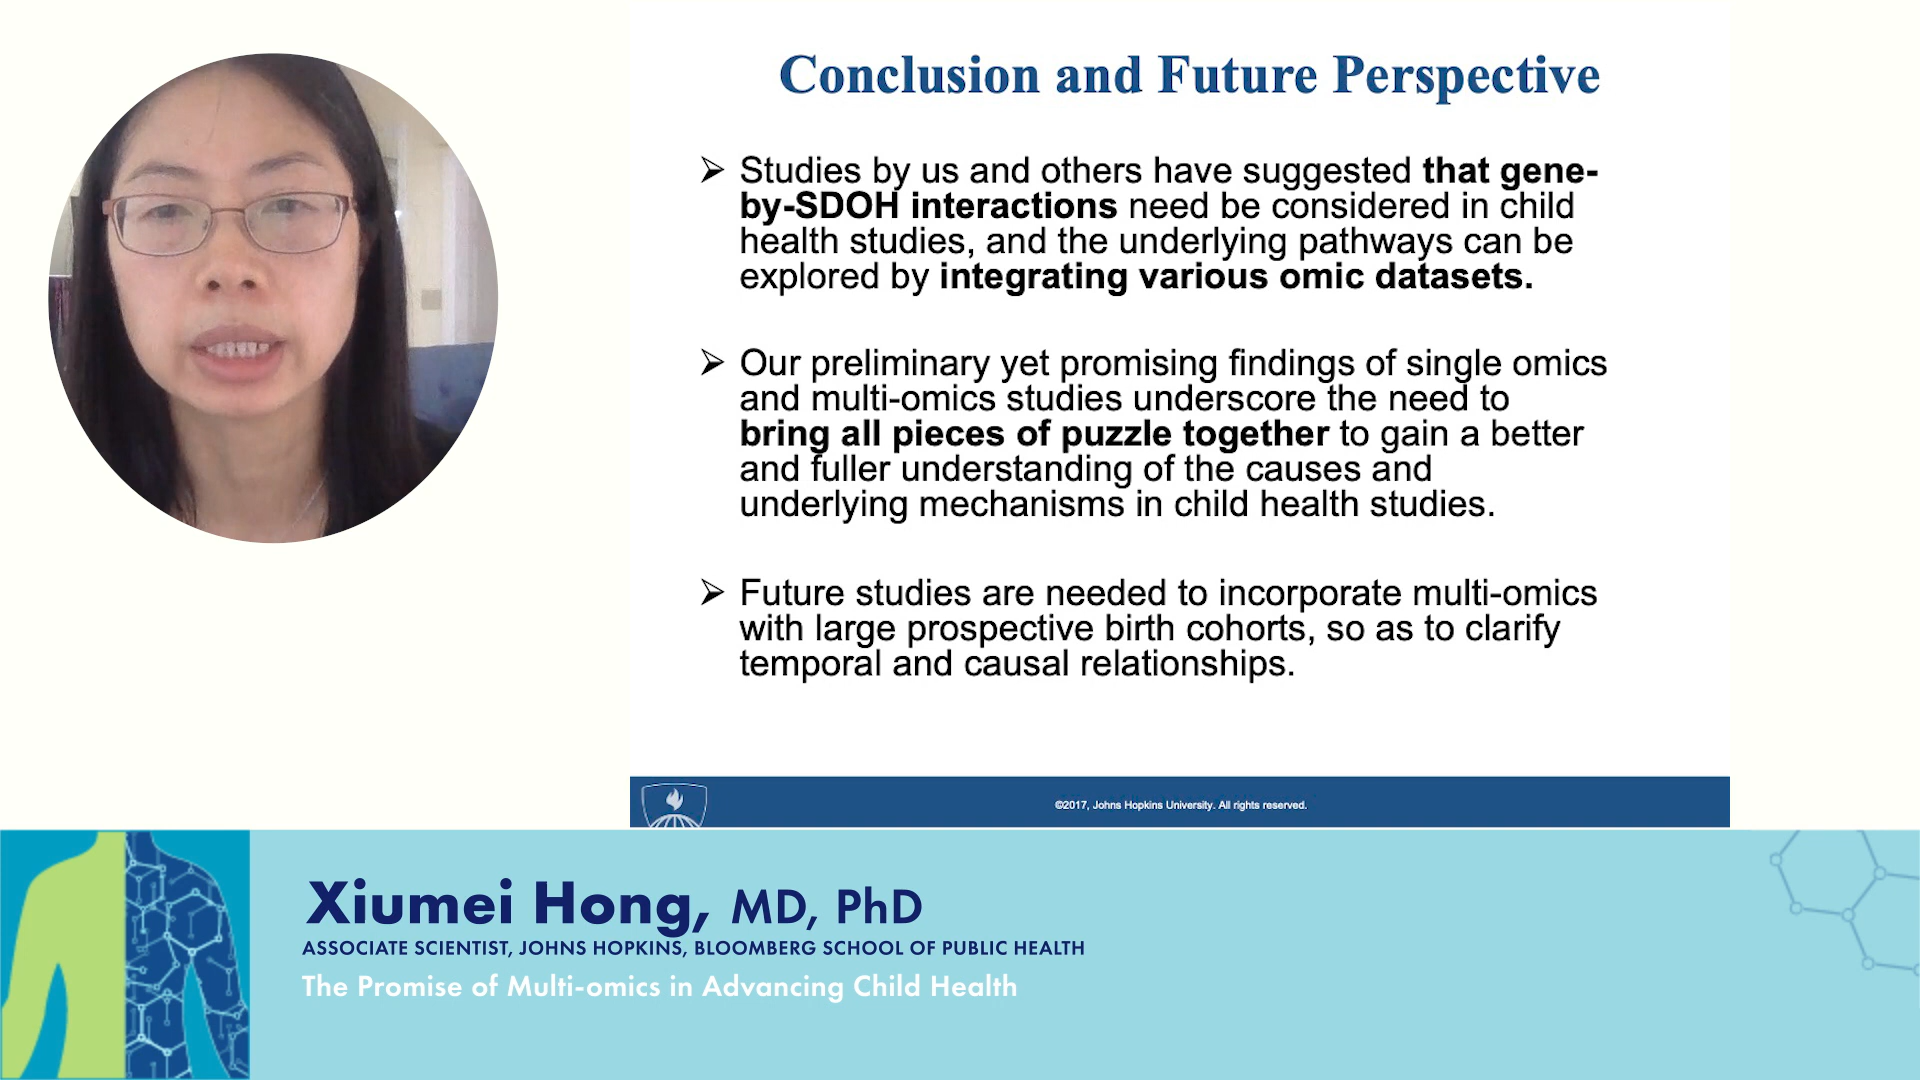 Conclusion and Future Perspective
➢ Studies by us and others have suggested that gene-
by-SDOH interactions need be considered in child
health studies, and the underlying pathways can be
explored by integrating various omic datasets.
➢ Our preliminary yet promising findings of single omics
and multi-omics studies underscore the need to
bring all pieces of puzzle together to gain a better
and fuller understanding of the causes and
underlying mechanisms in child health studies.
➢ Future studies are needed to incorporate multi-omics
with large prospective birth cohorts, so as to clarify
temporal and causal relationships.
©2017, Johns Hopkins University. All rights reserved.
Xiumei Hong, MD, PhD
ASSOCIATE SCIENTIST, JOHNS HOPKINS, BLOOMBERG SCHOOL OF PUBLIC HEALTH
The Promise of Multi-omics in Advancing Child Health